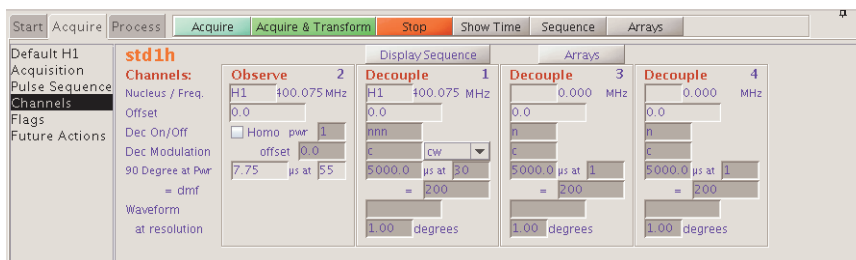 Start Acquire Process Acquire Acquire & Transform Stop Show Time Sequence Arrays
Default H1
Acquisition
Pulse Sequence
Channels
Flags
Future Actions
std1h Display Sequence Arrays
Channels: Observe 2 Decouple 1 Decouple 3 Decouple 4
Nucleus / Freq. H1 400.075 MHz H1 400.075 MHz 0.000 MHz 0.000 MHz
Offset 0.0 0.0 0.0 0.0
Dec On/Off Homo pwr 1 nnn n n
Dec Modulation offset 0.0 c cw c c
90 Degree at Pwr 7.75 µs at 55 5000.0 µs at 30 5000.0 µs at 1 5000.0 µs at 1
= dmf = 200 = 200 = 200
Waveform
at resolution 1.00 degrees 1.00 degrees 1.00 degrees